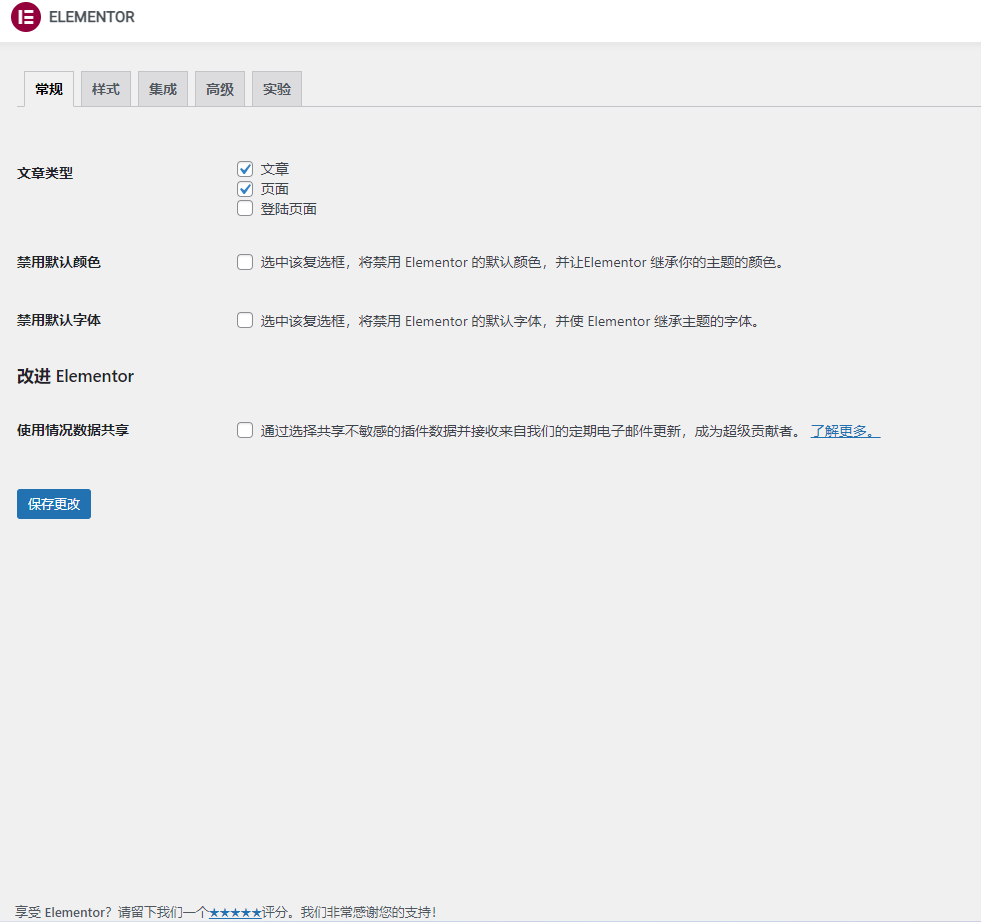 ELEMENTOR
常规 样式 集成 高级 实验
文章类型
文章
页面
登陆页面
禁用默认颜色 选中该复选框，将禁用 Elementor 的默认颜色，并让Elementor 继承你的主题的颜色。
禁用默认字体 选中该复选框，将禁用 Elementor 的默认字体，并使 Elementor 继承主题的字体。
改进 Elementor
使用情况数据共享 通过选择共享不敏感的插件数据并接收来自我们的定期电子邮件更新，成为超级贡献者。 了解更多。
保存更改
享受 Elementor？请留下我们一个★★★★★评分。我们非常感谢您的支持！